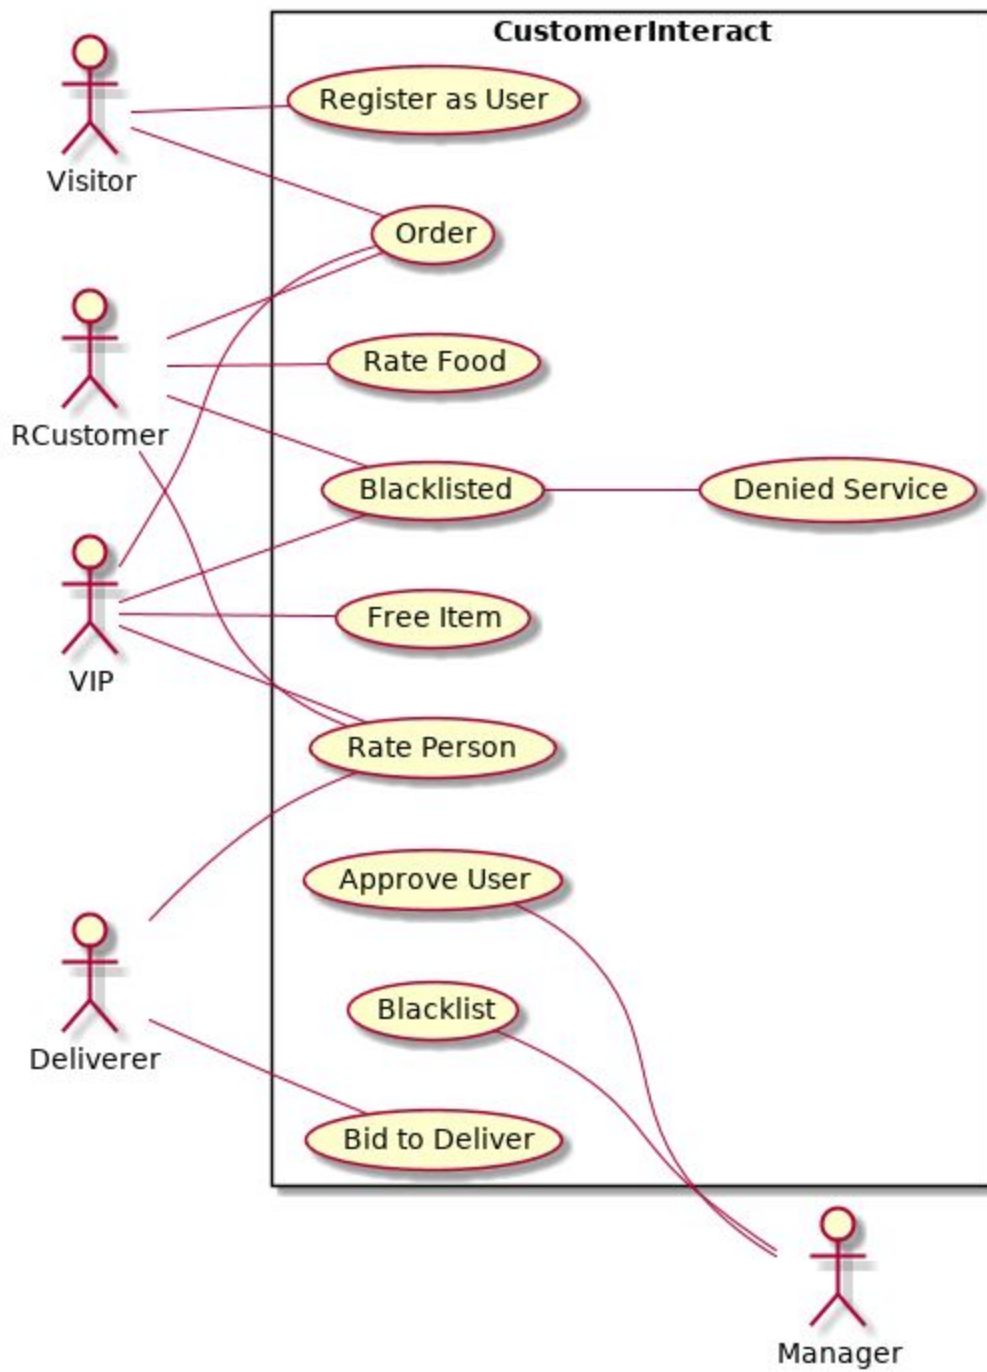 CustomerInteract
Register as User
Visitor
Order
Rate Food
RCustomer
Blacklisted
Denied Service
Free Item
VIP
Rate Person
Approve User
Blacklist
Deliverer
Bid to Deliver
Manager